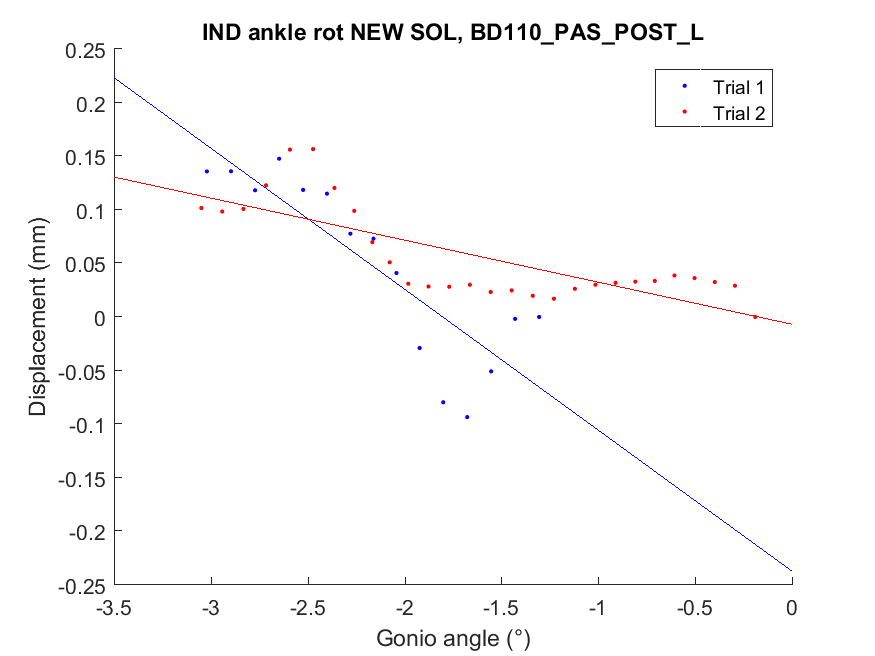 IND ankle rot NEW SOL, BD110_PAS_POST_L
0.25
0.2
0.15
0.1
0.05
0
-0.05
-0.1
-0.15
-0.2
-0.25
Displacement (mm)
Trial 1
Trial 2
-3.5 -3 -2.5 -2 -1.5 -1 -0.5 0
Gonio angle (°)